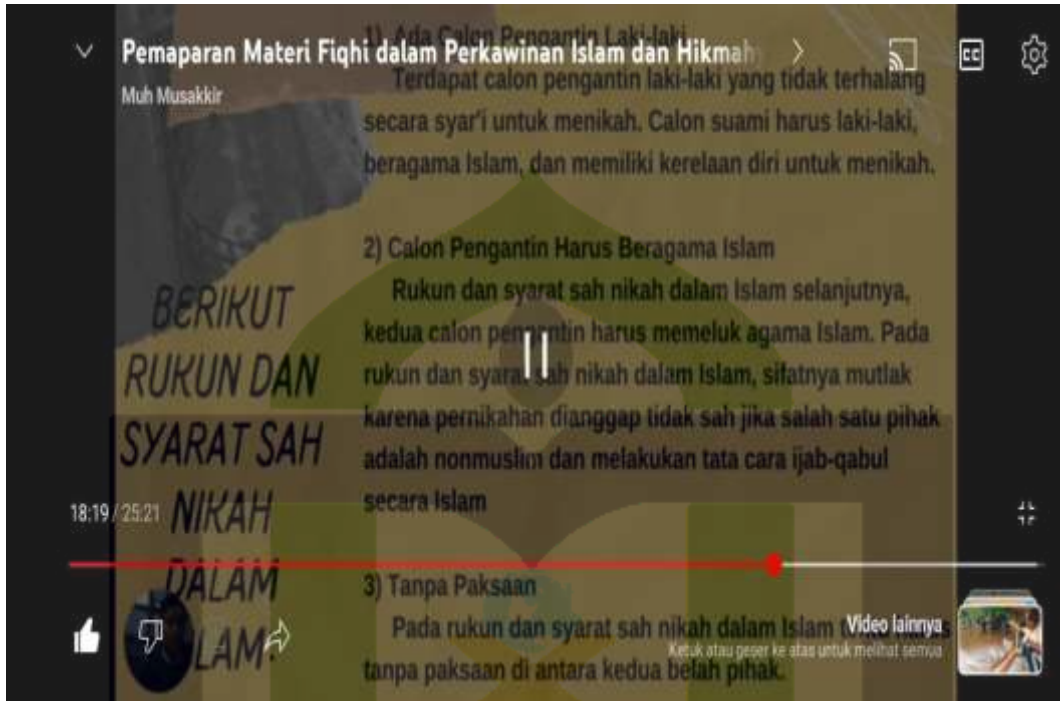 Pemaparan Materi Fiqhi dalam Perkawinan Islam dan Hikmah
Muh Musakkir
CC
BERIKUT
RUKUN DAN
SYARAT SAH
NIKAH
DALAM
1) Ada Calon Pengantin Laki-laki
Terdapat calon pengantin laki-laki yang tidak terhalang
secara syar'i untuk menikah. Calon suami harus laki-laki,
beragama Islam, dan memiliki kerelaan diri untuk menikah.
2) Calon Pengantin Harus Beragama Islam
Rukun dan syarat sah nikah dalam Islam selanjutnya,
kedua calon pengantin harus memeluk agama Islam. Pada
rukun dan syarat sah nikah dalam Islam, sifatnya mutlak
karena pernikahan dianggap tidak sah jika salah satu pihak
adalah nonmuslim dan melakukan tata cara ijab-qabul
secara Islam
3) Tanpa Paksaan
Pada rukun dan syarat sah nikah dalam Islam
tanpa paksaan di antara kedua belah pihak.
18:19 / 25:21
Video lainnya
Ketuk atau geser ke atas untuk melihat semua